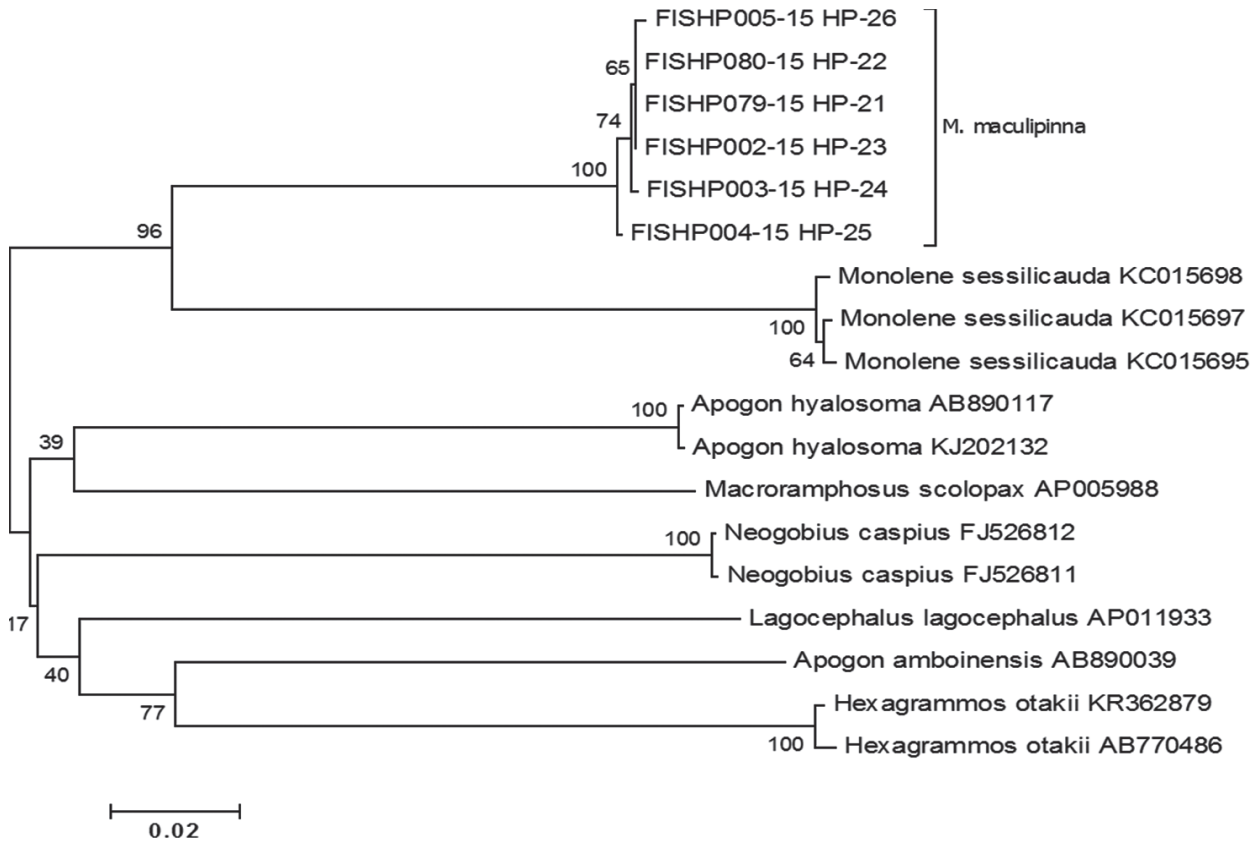 FISHP005-15 HP-26
65
FISHP080-15 HP-22
FISHP079-15 HP-21
74
M. maculipinna
FISHP002-15 HP-23
100
FISHP003-15 HP-24
96
FISHP004-15 HP-25
Monolene sessilicauda KC015698
100
Monolene sessilicauda KC015697
64
Monolene sessilicauda KC015695
100
Apogon hyalosoma AB890117
39
Apogon hyalosoma KJ202132
Macroramphosus scolopax AP005988
100
Neogobius caspius FJ526812
Neogobius caspius FJ526811
17
Lagocephalus lagocephalus AP011933
40
Apogon amboinensis AB890039
77
Hexagrammos otakii KR362879
100
Hexagrammos otakii AB770486
0.02